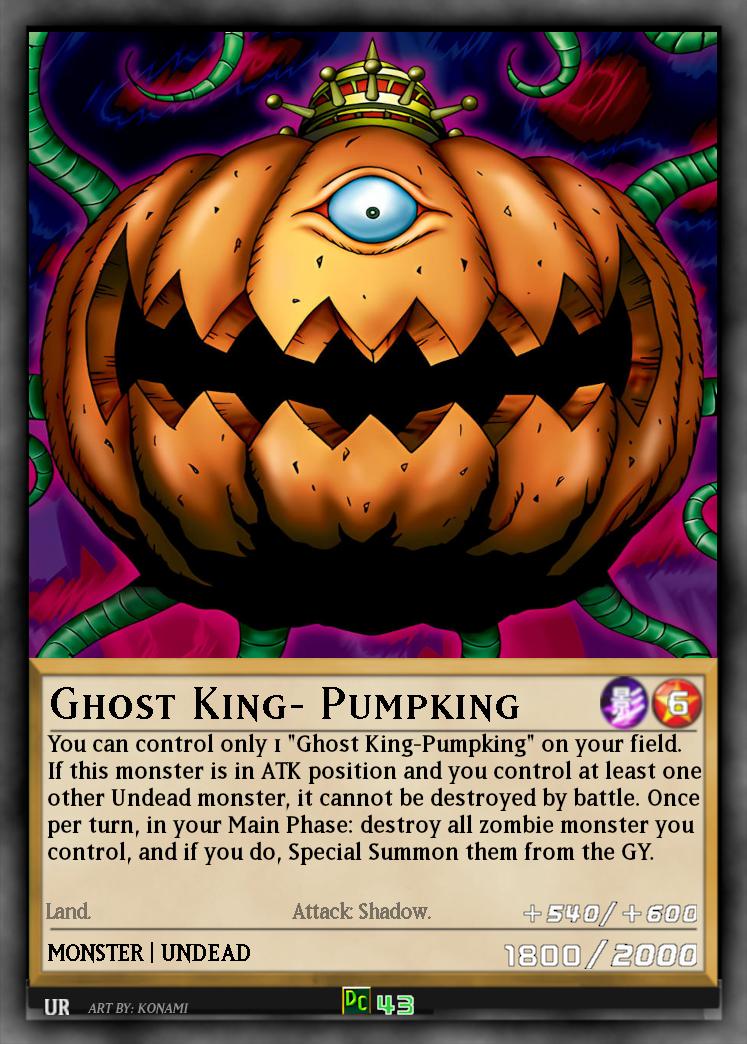 Ghost King- Pumpking
影 6
You can control only 1 "Ghost King-Pumpking" on your field.
If this monster is in ATK position and you control at least one
other Undead monster, it cannot be destroyed by battle. Once
per turn, in your Main Phase: destroy all zombie monster you
control, and if you do, Special Summon them from the GY.
Land. Attack: Shadow. +540/+600
MONSTER | UNDEAD 1800/2000
UR ART BY: KONAMI DC 43